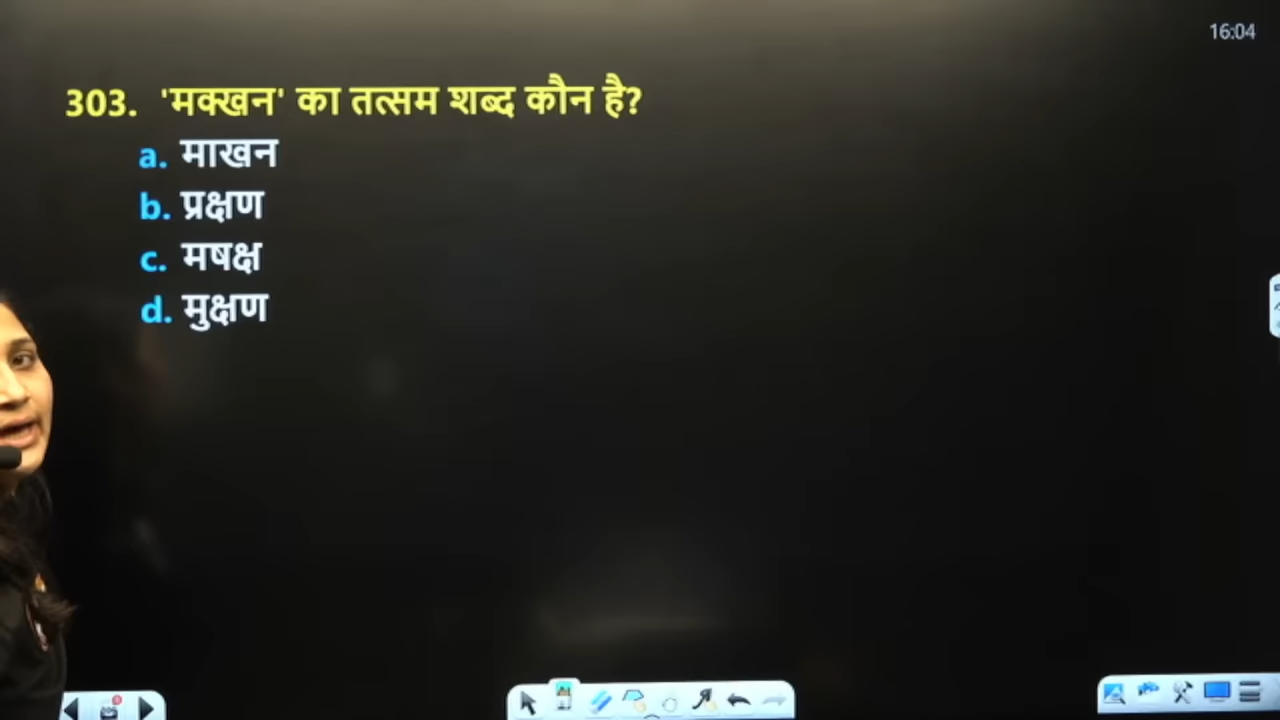 16:04
303. 'मक्खन' का तत्सम शब्द कौन है?
a. माखन
b. प्रक्षण
c. मषक्ष
d. मुक्षण